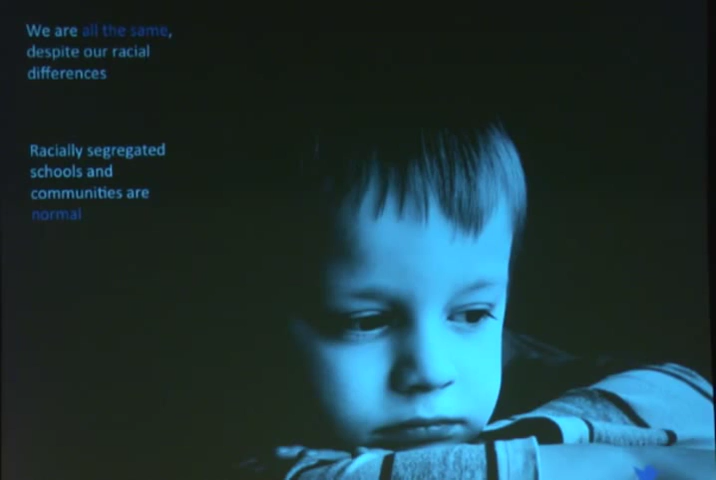 We are all the same,
despite our racial
differences
Racially segregated
schools and
communities are
normal